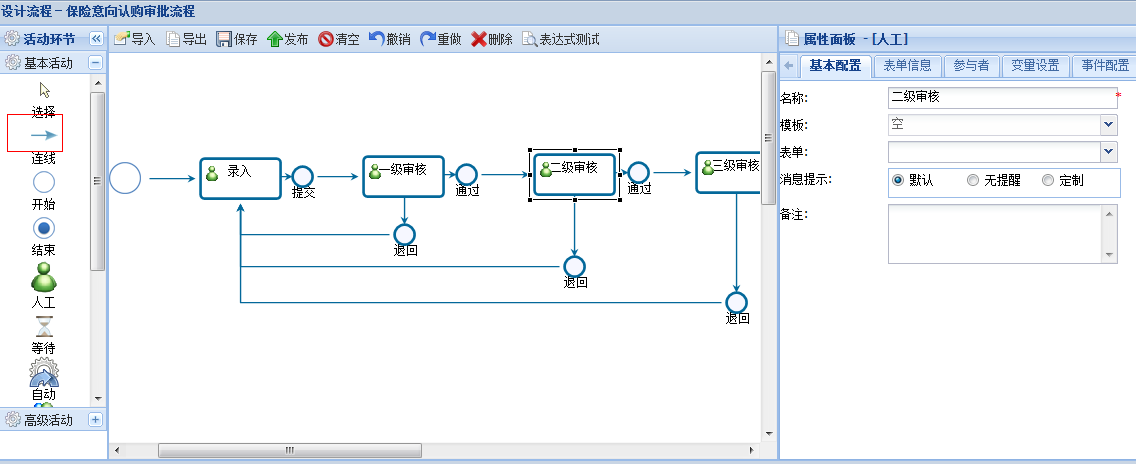 设计流程 – 保险意向认购审批流程
活动环节
导入 导出 保存 发布 清空 撤销 重做 删除 表达式测试
属性面板 - [人工]
基本活动
选择
连线
开始
结束
人工
等待
自动
高级活动
录入
提交
一级审核
通过
二级审核
通过
三级审核
退回
退回
退回
基本配置 表单信息 参与者 变量设置 事件配置
名称: 二级审核 *
模板: 空
表单:
消息提示: 默认 无提醒 定制
备注: